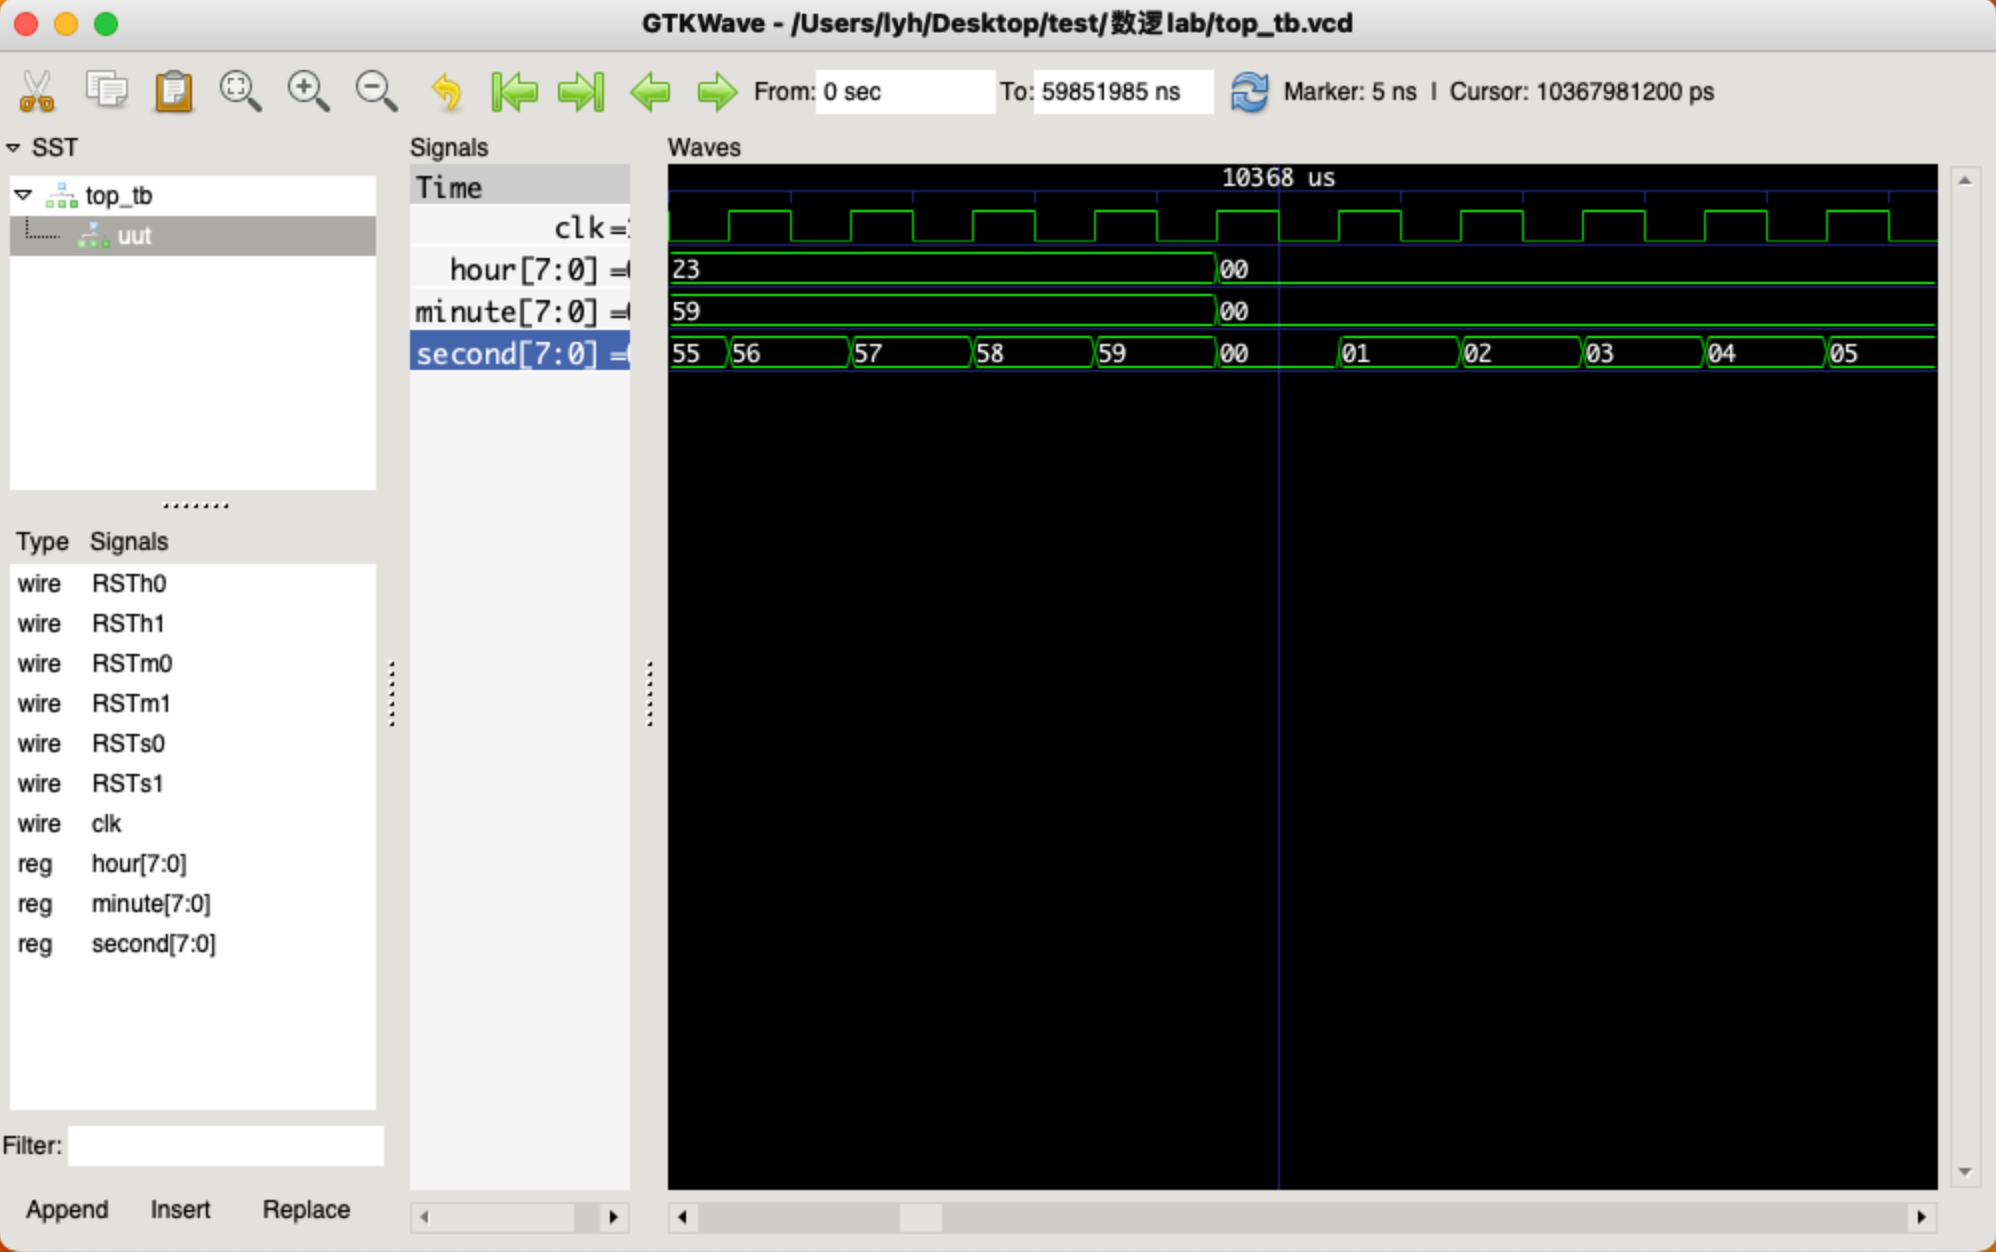 GTKWave - /Users/lyh/Desktop/test/数逻lab/top_tb.vcd
From: 0 sec To: 59851985 ns Marker: 5 ns | Cursor: 10367981200 ps
SST
top_tb
uut
Type Signals
wire RSTh0
wire RSTh1
wire RSTm0
wire RSTm1
wire RSTs0
wire RSTs1
wire clk
reg hour[7:0]
reg minute[7:0]
reg second[7:0]
Filter:
Append Insert Replace
Signals
Time
clk=
hour[7:0] =
minute[7:0] =
second[7:0] =
Waves
10368 us
23 00
59 00
55 56 57 58 59 00 01 02 03 04 05